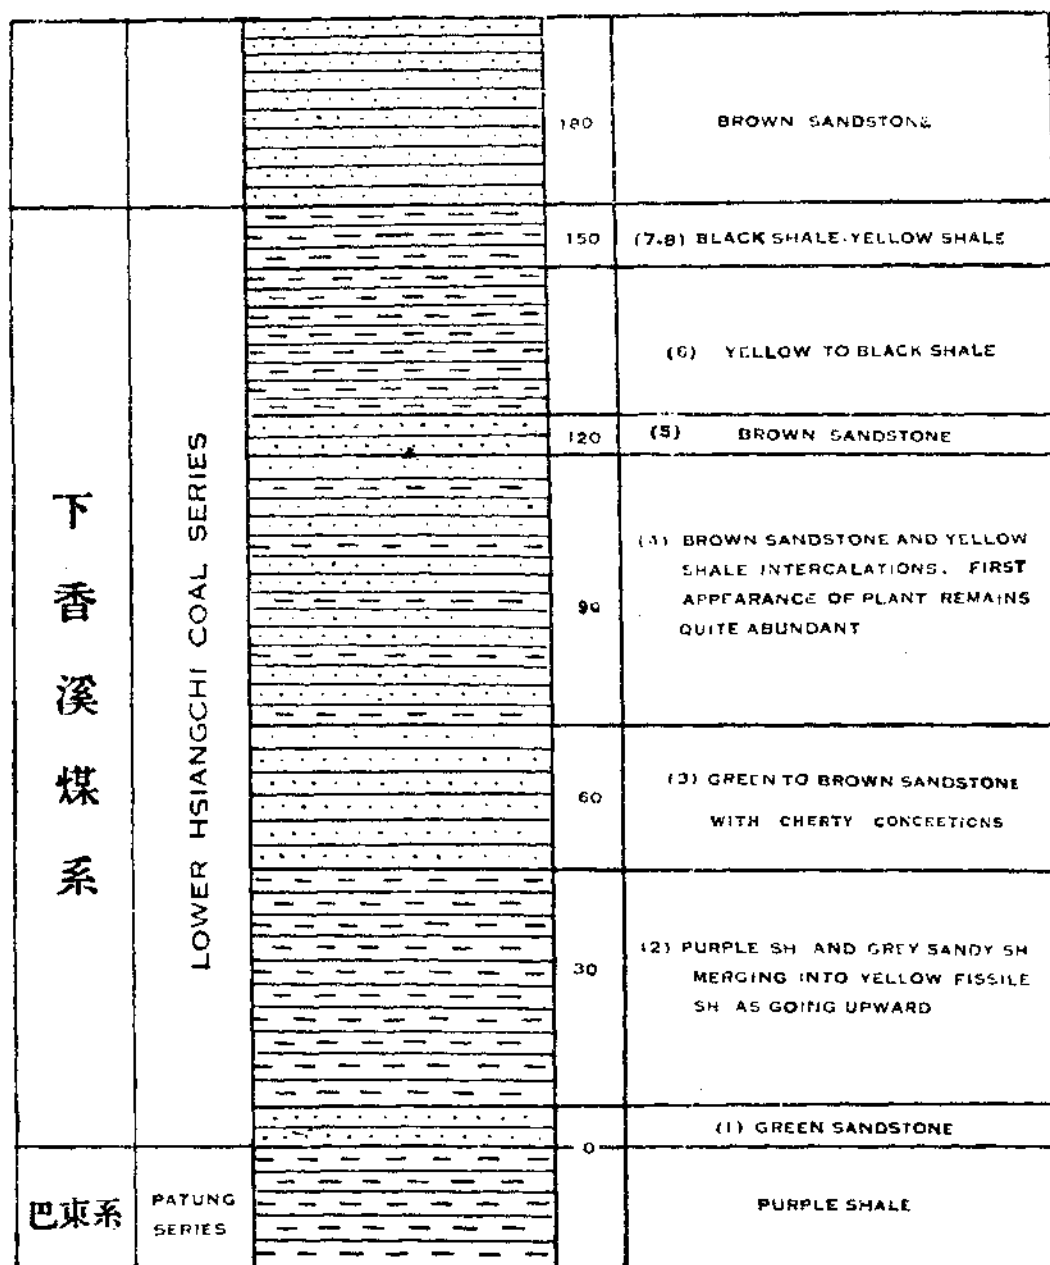 180
BROWN SANDSTONE
150
(7-8) BLACK SHALE-YELLOW SHALE
(6) YELLOW TO BLACK SHALE
120
(5) BROWN SANDSTONE
下香溪煤系
LOWER HSIANGCHI COAL SERIES
90
(4) BROWN SANDSTONE AND YELLOW
SHALE INTERCALATIONS. FIRST
APPEARANCE OF PLANT REMAINS
QUITE ABUNDANT
60
(3) GREEN TO BROWN SANDSTONE
WITH CHERTY CONCRETIONS
30
(2) PURPLE SH AND GREY SANDY SH
MERGING INTO YELLOW FISSILE
SH AS GOING UPWARD
(1) GREEN SANDSTONE
0
巴東系
PATUNG
SERIES
PURPLE SHALE